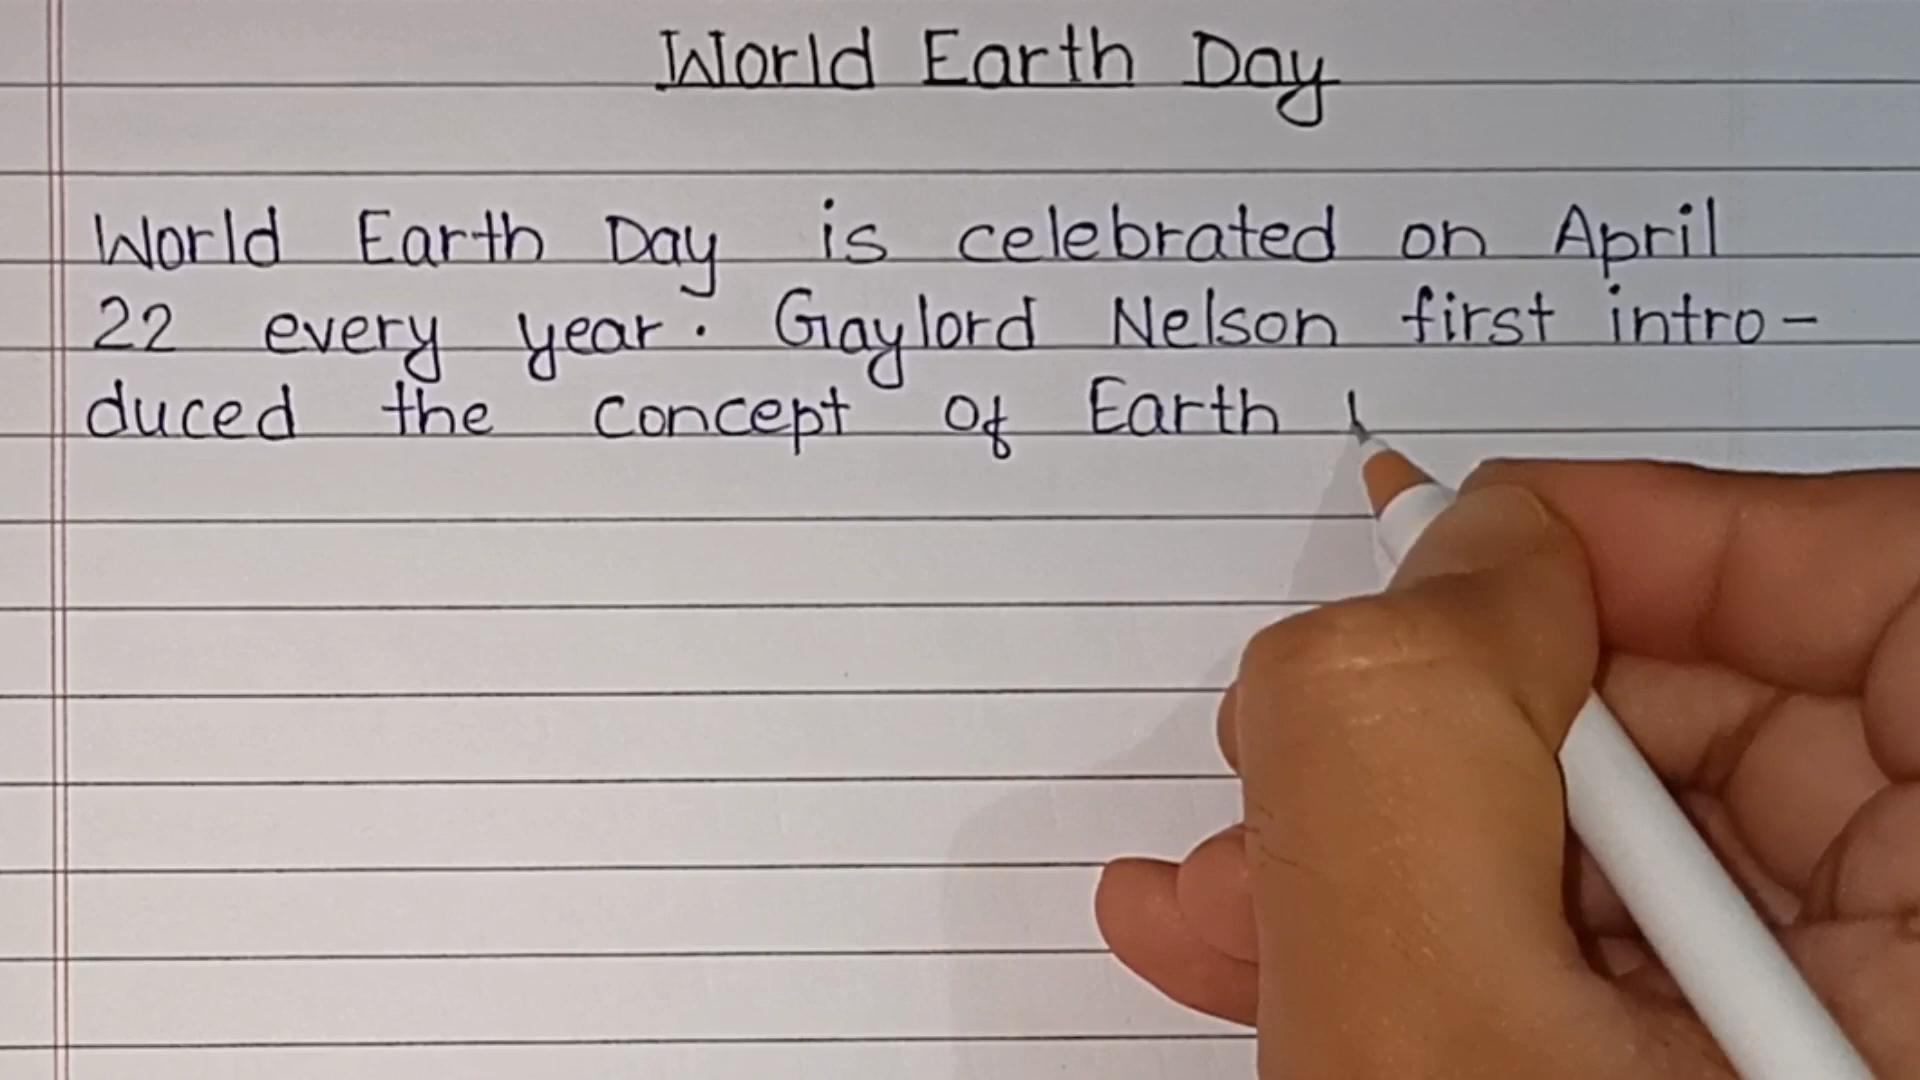 World Earth Day
World Earth Day is celebrated on April
22 every year. Gaylord Nelson first intro-
duced the concept of Earth